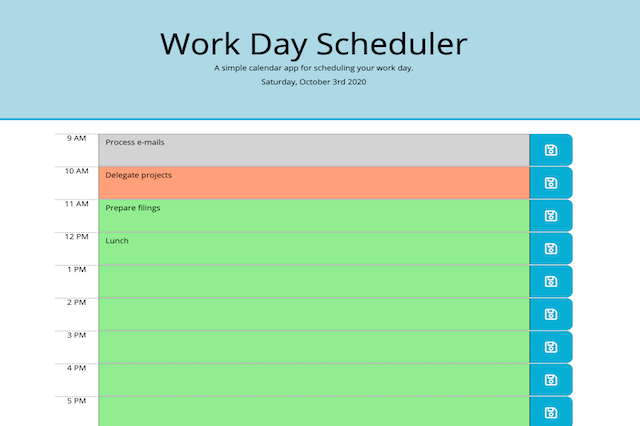 Work Day Scheduler
A simple calendar app for scheduling your work day.
Saturday, October 3rd 2020
9 AM Process e-mails
10 AM Delegate projects
11 AM Prepare filings
12 PM Lunch
1 PM
2 PM
3 PM
4 PM
5 PM